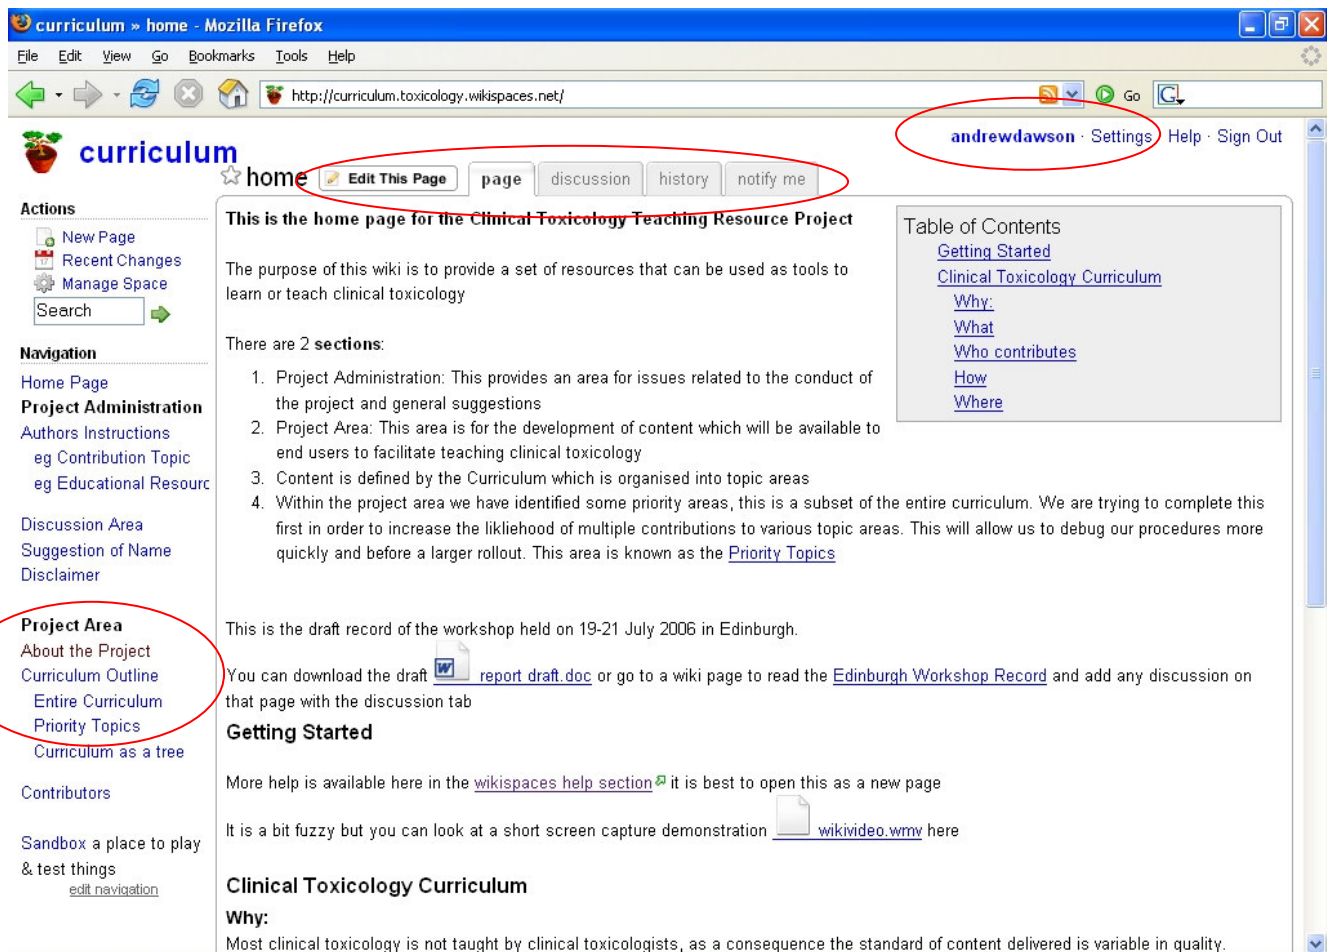 curriculum » home - Mozilla Firefox
File Edit View Go Bookmarks Tools Help
http://curriculum.toxicology.wikispaces.net/ Go G
andrewdawson · Settings Help · Sign Out
curriculum
home Edit This Page page discussion history notify me
Actions
New Page
Recent Changes
Manage Space
Search
Navigation
Home Page
Project Administration
Authors Instructions
eg Contribution Topic
eg Educational Resourc
Discussion Area
Suggestion of Name
Disclaimer
Project Area
About the Project
Curriculum Outline
Entire Curriculum
Priority Topics
Curriculum as a tree
Contributors
Sandbox a place to play
& test things
edit navigation
This is the home page for the Clinical Toxicology Teaching Resource Project
The purpose of this wiki is to provide a set of resources that can be used as tools to
learn or teach clinical toxicology
There are 2 sections:
1. Project Administration: This provides an area for issues related to the conduct of
the project and general suggestions
2. Project Area: This area is for the development of content which will be available to
end users to facilitate teaching clinical toxicology
3. Content is defined by the Curriculum which is organised into topic areas
4. Within the project area we have identified some priority areas, this is a subset of the entire curriculum. We are trying to complete this
first in order to increase the likliehood of multiple contributions to various topic areas. This will allow us to debug our procedures more
quickly and before a larger rollout. This area is known as the Priority Topics
Table of Contents
Getting Started
Clinical Toxicology Curriculum
Why:
What
Who contributes
How
Where
This is the draft record of the workshop held on 19-21 July 2006 in Edinburgh.
You can download the draft report draft.doc or go to a wiki page to read the Edinburgh Workshop Record and add any discussion on
that page with the discussion tab
Getting Started
More help is available here in the wikispaces help section it is best to open this as a new page
It is a bit fuzzy but you can look at a short screen capture demonstration wikivideo.wmv here
Clinical Toxicology Curriculum
Why:
Most clinical toxicology is not taught by clinical toxicologists, as a consequence the standard of content delivered is variable in quality.